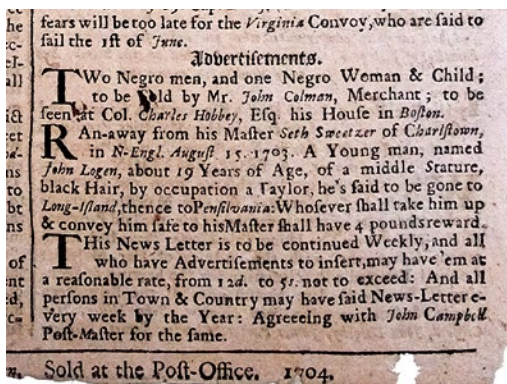 fears will be too late for the Virginia Convoy, who are said to
sail the 1st of June.
Advertisements.
TWo Negro men, and one Negro Woman & Child;
to be Sold by Mr. John Colman, Merchant; to be
seen at Col. Charles Hobbey, Esq. his House in Boston.
RAn-away from his Master Seth Sweetzer of Charlstown,
in N-Engl. August 15. 1703. A Young man, named
John Logen, about 19 Years of Age, of a middle Stature,
black Hair, by occupation a Taylor, he's said to be gone to
Long-Island, thence to Pensilvania: Whosever shall take him up
& convey him safe to his Master shall have 4 pounds reward.
THis News Letter is to be continued Weekly, and all
who have Advertisements to insert, may have 'em at
a reasonable rate, from 12d. to 5s. not to exceed: And all
persons in Town & Country may have said News-Letter e-
very week by the Year: Agreeing with John Campbell
Post-Master for the same.
Sold at the Post-Office. 1704.